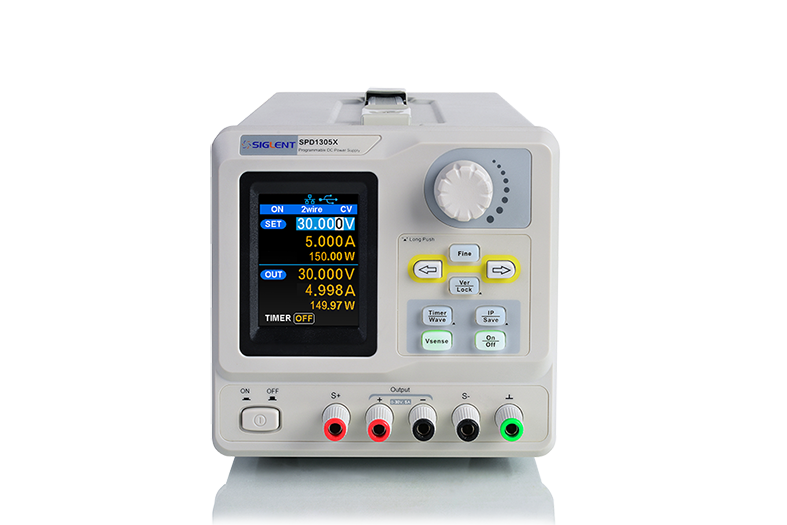 SIGLENT
SPD1305X
Programmable DC Power Supply
ON 2wire CV
SET 30.000V
5.000A
150.00W
OUT 30.000V
4.998A
149.97W
TIMER OFF
Long Push
Fine
Ver
Lock
Timer
Wave
IP
Save
Vsense
On
Off
ON OFF
S+
Output
+
−
S-